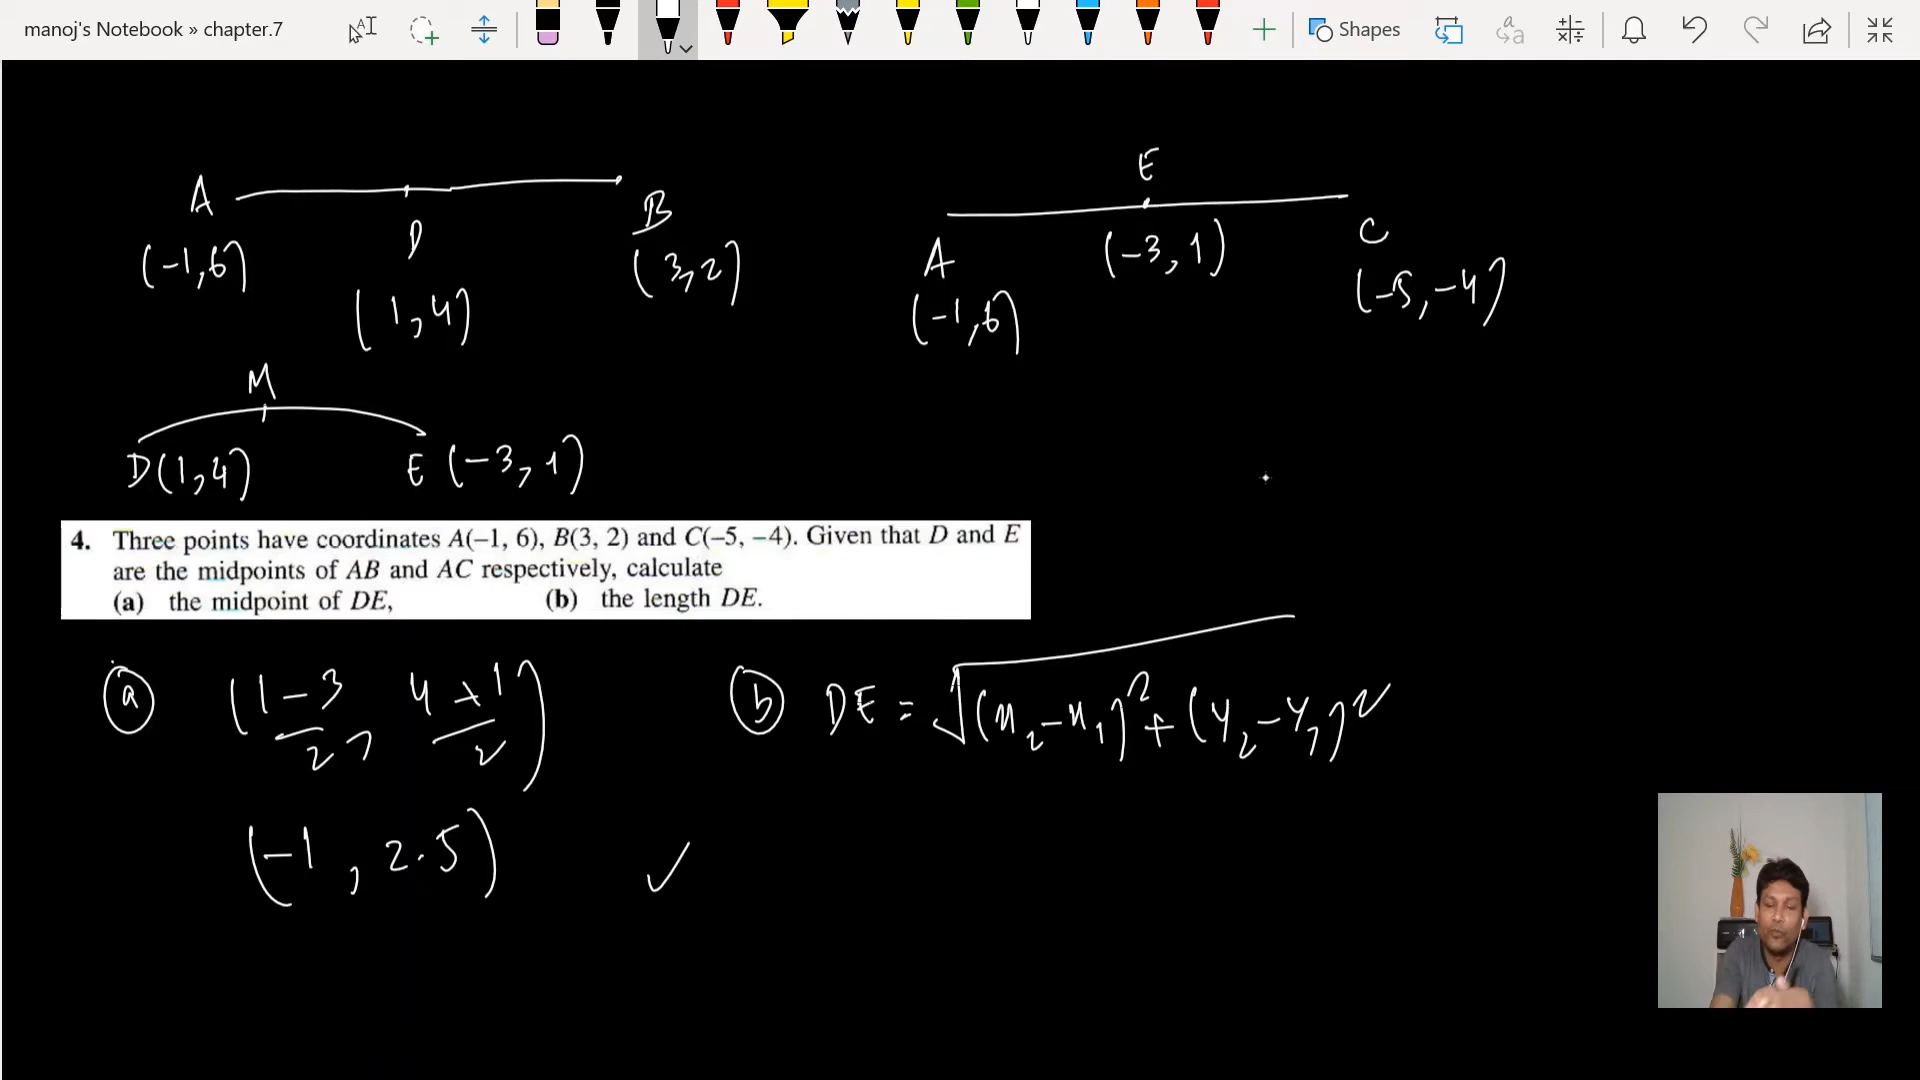 manoj's Notebook » chapter.7
Shapes
A D B
(-1,6) (1,4) (3,2)
E
A (-3,1) C
(-1,6) (-5,-4)
M
D(1,4) E (-3,1)
4. Three points have coordinates A(–1, 6), B(3, 2) and C(–5, –4). Given that D and E
are the midpoints of AB and AC respectively, calculate
(a) the midpoint of DE, (b) the length DE.
(a) (1-3/2, 4+1/2)
(b) DE = √(x₂-x₁)²+(y₂-y₁)²
(-1, 2.5) ✓